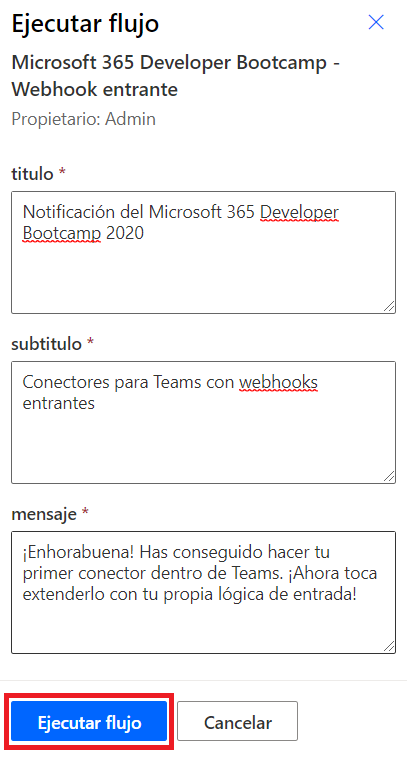 Ejecutar flujo
Microsoft 365 Developer Bootcamp -
Webhook entrante
Propietario: Admin
titulo *
Notificación del Microsoft 365 Developer
Bootcamp 2020
subtitulo *
Conectores para Teams con webhooks
entrantes
mensaje *
¡Enhorabuena! Has conseguido hacer tu
primer conector dentro de Teams. ¡Ahora toca
extenderlo con tu propia lógica de entrada!
Ejecutar flujo
Cancelar